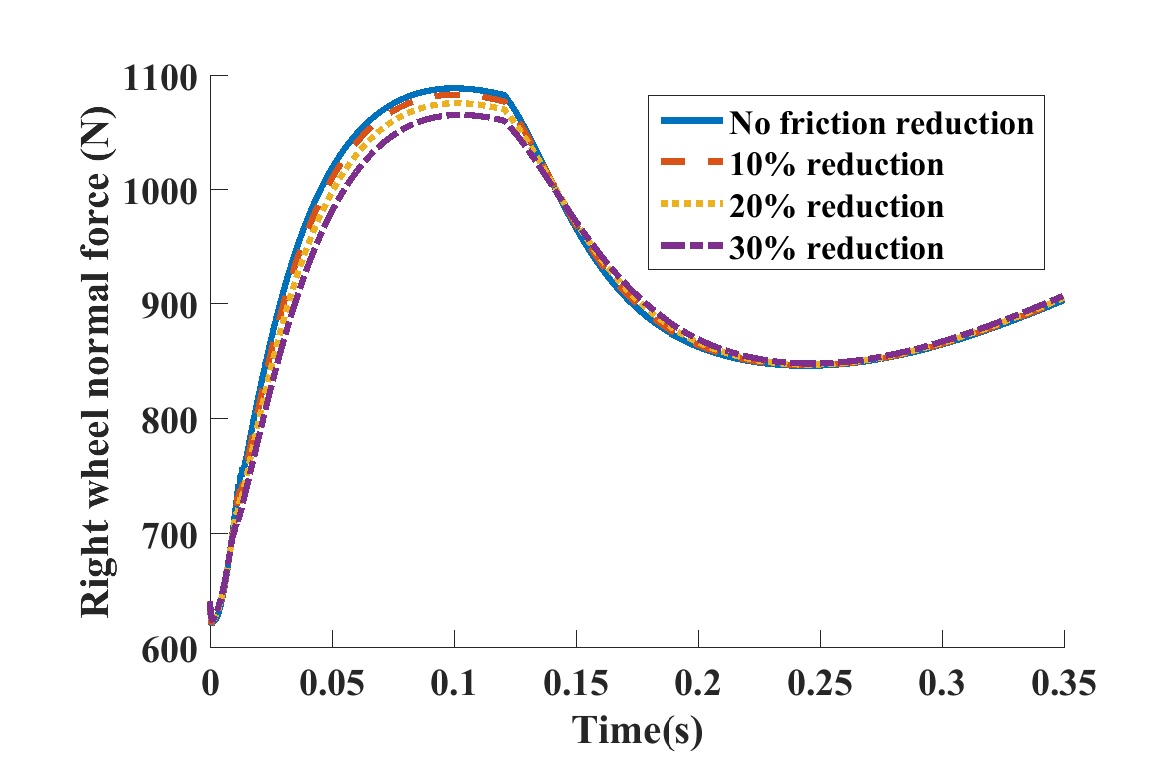 1100
1000
900
800
700
600
Right wheel normal force (N)
No friction reduction
10% reduction
20% reduction
30% reduction
0
0.05
0.1
0.15
0.2
0.25
0.3
0.35
Time(s)